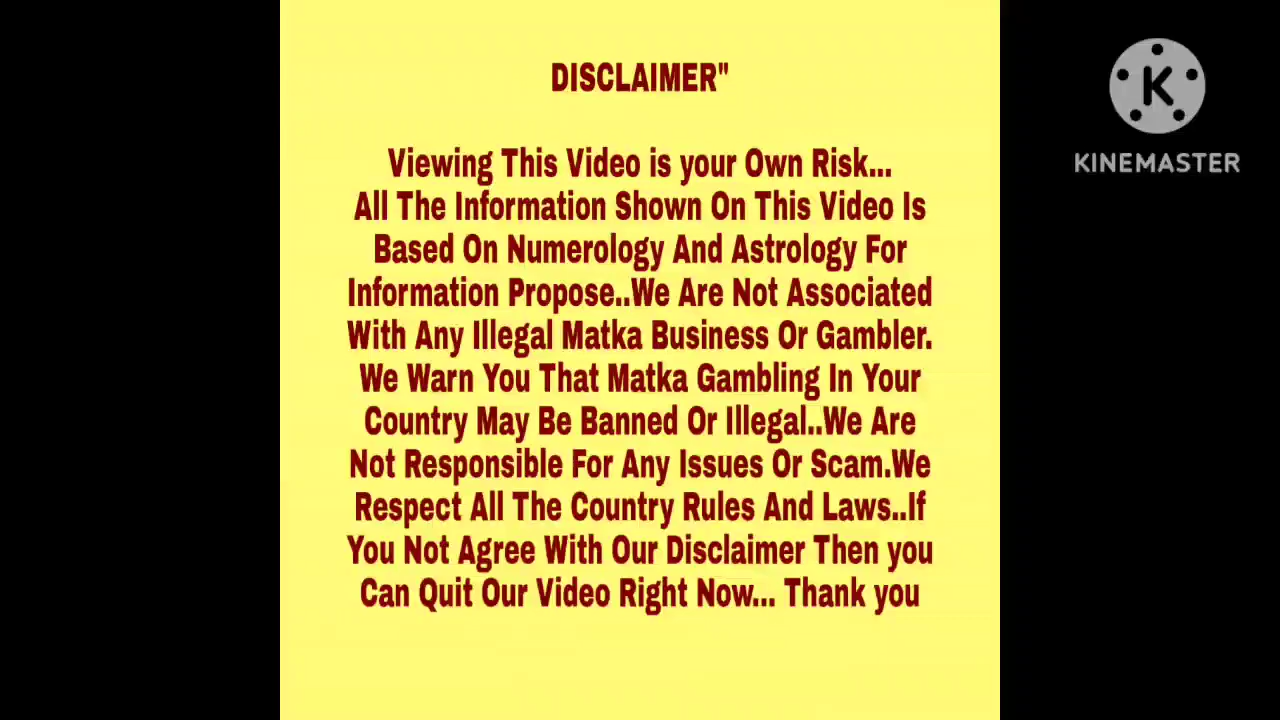 DISCLAIMER"
Viewing This Video is your Own Risk...
All The Information Shown On This Video Is
Based On Numerology And Astrology For
Information Propose..We Are Not Associated
With Any Illegal Matka Business Or Gambler.
We Warn You That Matka Gambling In Your
Country May Be Banned Or Illegal..We Are
Not Responsible For Any Issues Or Scam.We
Respect All The Country Rules And Laws..If
You Not Agree With Our Disclaimer Then you
Can Quit Our Video Right Now... Thank you
K
KINEMASTER